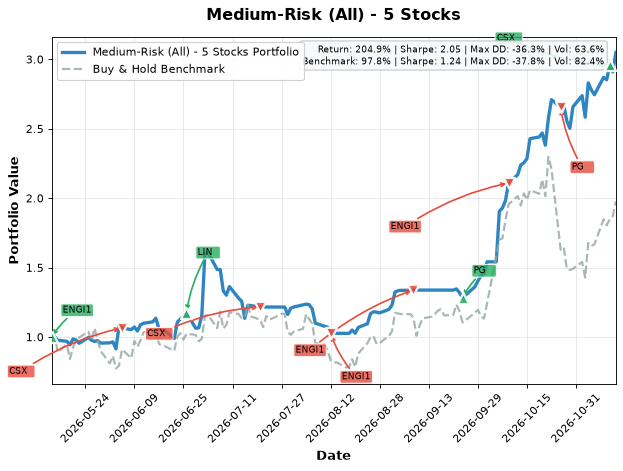 Medium-Risk (All) - 5 Stocks
CSX
Medium-Risk (All) - 5 Stocks Portfolio
Buy & Hold Benchmark
Return: 204.9% | Sharpe: 2.05 | Max DD: -36.3% | Vol: 63.6%
Benchmark: 97.8% | Sharpe: 1.24 | Max DD: -37.8% | Vol: 82.4%
3.0
2.5
2.0
1.5
1.0
Portfolio Value
PG
ENGI1
LIN
PG
ENGI1
CSX
ENGI1
CSX
ENGI1
2026-05-24
2026-06-09
2026-06-25
2026-07-11
2026-07-27
2026-08-12
2026-08-28
2026-09-13
2026-09-29
2026-10-15
2026-10-31
Date